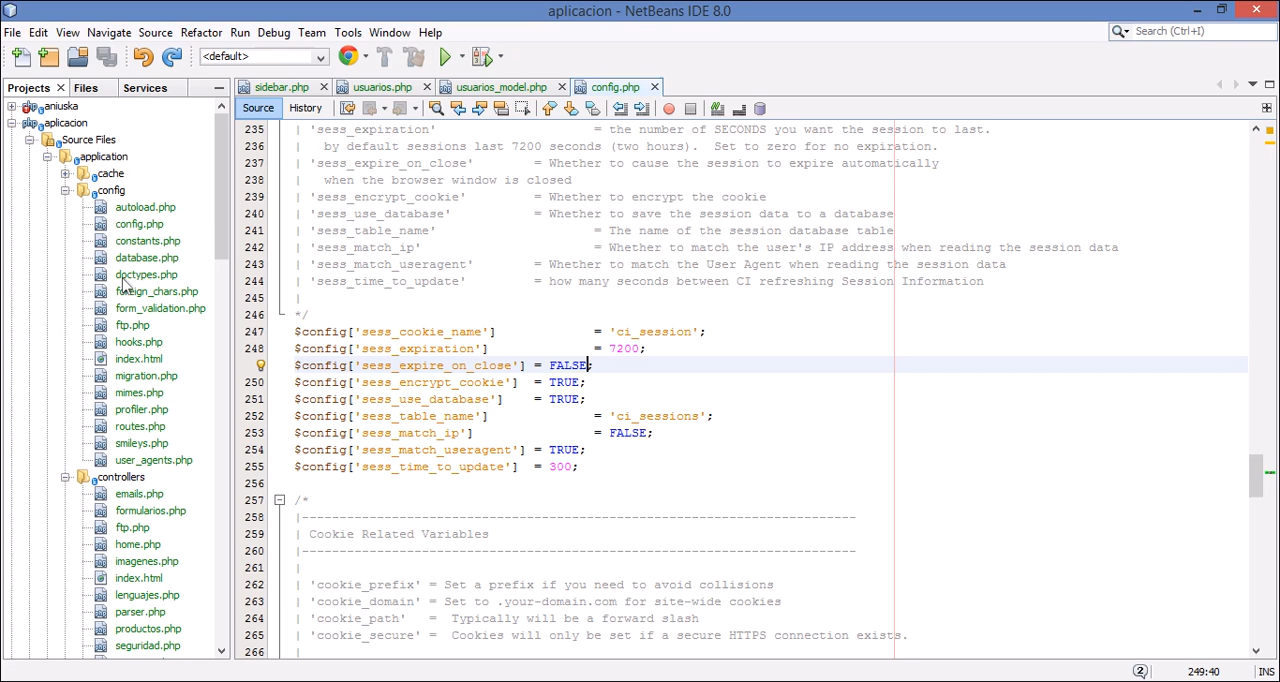 aplicacion - NetBeans IDE 8.0
File Edit View Navigate Source Refactor Run Debug Team Tools Window Help
Search (Ctrl+I)
<default>
Projects Files Services
sidebar.php usuarios.php usuarios_model.php config.php
Source History
aniuska
aplicacion
Source Files
application
cache
config
autoload.php
config.php
constants.php
database.php
doctypes.php
foreign_chars.php
form_validation.php
ftp.php
hooks.php
index.html
migration.php
mimes.php
profiler.php
routes.php
smileys.php
user_agents.php
controllers
emails.php
formularios.php
ftp.php
home.php
imagenes.php
index.html
lenguajes.php
parser.php
productos.php
seguridad.php
235 | 'sess_expiration' = the number of SECONDS you want the session to last.
236 | by default sessions last 7200 seconds (two hours). Set to zero for no expiration.
237 | 'sess_expire_on_close' = Whether to cause the session to expire automatically
238 | when the browser window is closed
239 | 'sess_encrypt_cookie' = Whether to encrypt the cookie
240 | 'sess_use_database' = Whether to save the session data to a database
241 | 'sess_table_name' = The name of the session database table
242 | 'sess_match_ip' = Whether to match the user's IP address when reading the session data
243 | 'sess_match_useragent' = Whether to match the User Agent when reading the session data
244 | 'sess_time_to_update' = how many seconds between CI refreshing Session Information
245 |
246 */
247 $config['sess_cookie_name'] = 'ci_session';
248 $config['sess_expiration'] = 7200;
$config['sess_expire_on_close'] = FALSE;
250 $config['sess_encrypt_cookie'] = TRUE;
251 $config['sess_use_database'] = TRUE;
252 $config['sess_table_name'] = 'ci_sessions';
253 $config['sess_match_ip'] = FALSE;
254 $config['sess_match_useragent'] = TRUE;
255 $config['sess_time_to_update'] = 300;
256
257 /*
258 |--------------------------------------------------------------------------
259 | Cookie Related Variables
260 |--------------------------------------------------------------------------
261 |
262 | 'cookie_prefix' = Set a prefix if you need to avoid collisions
263 | 'cookie_domain' = Set to .your-domain.com for site-wide cookies
264 | 'cookie_path' = Typically will be a forward slash
265 | 'cookie_secure' = Cookies will only be set if a secure HTTPS connection exists.
266 |
2 249:40 INS